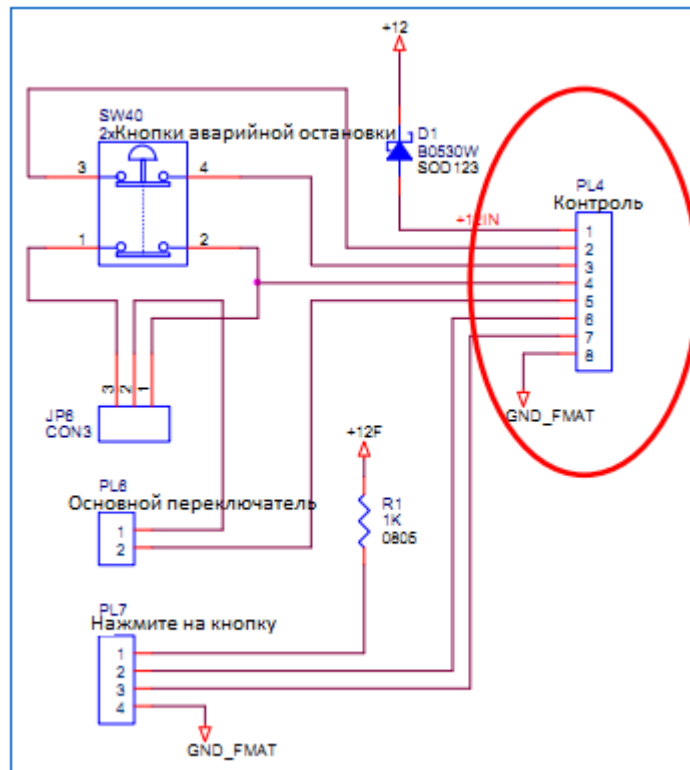 +12
SW40
2xКнопки аварийной остановки
D1
B0530W
SOD123
3
4
1
2
PL4
Контроль
+12IN
1
2
3
4
5
6
7
8
GND_FMAT
3
2
1
JP6
CON3
+12F
R1
1K
0805
PL6
Основной переключатель
1
2
PL7
Нажмите на кнопку
1
2
3
4
GND_FMAT